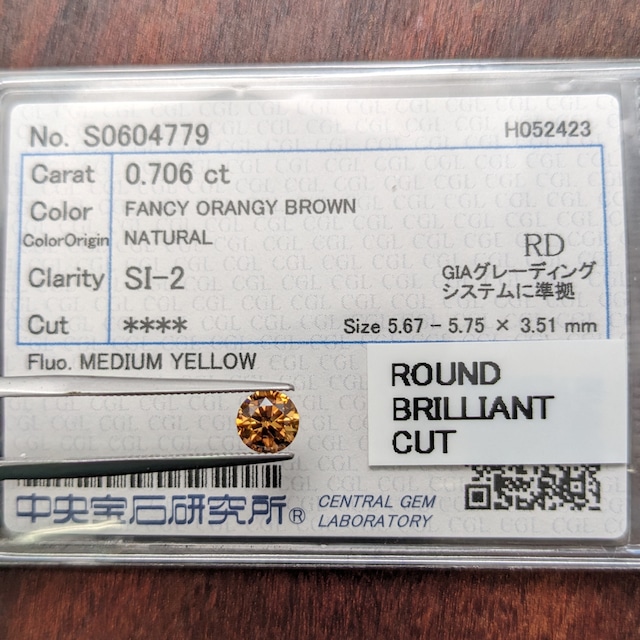 No. S0604779 H052423
Carat 0.706 ct
Color FANCY ORANGY BROWN
ColorOrigin NATURAL
RD
Clarity SI-2
GIAグレーディング
システムに準拠
Cut **** Size 5.67 - 5.75 × 3.51 mm
Fluo. MEDIUM YELLOW
ROUND
BRILLIANT
CUT
中央宝石研究所® CENTRAL GEM
LABORATORY